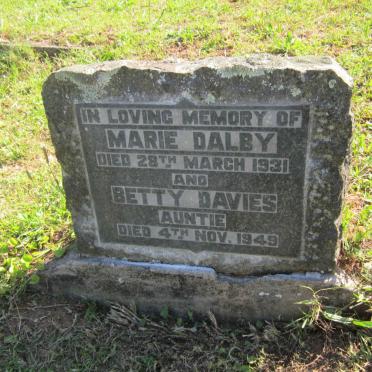 IN LOVING MEMORY OF
MARIE DALBY
DIED 28TH MARCH 1931
AND
BETTY DAVIES
AUNTIE
DIED 4TH NOV. 1949